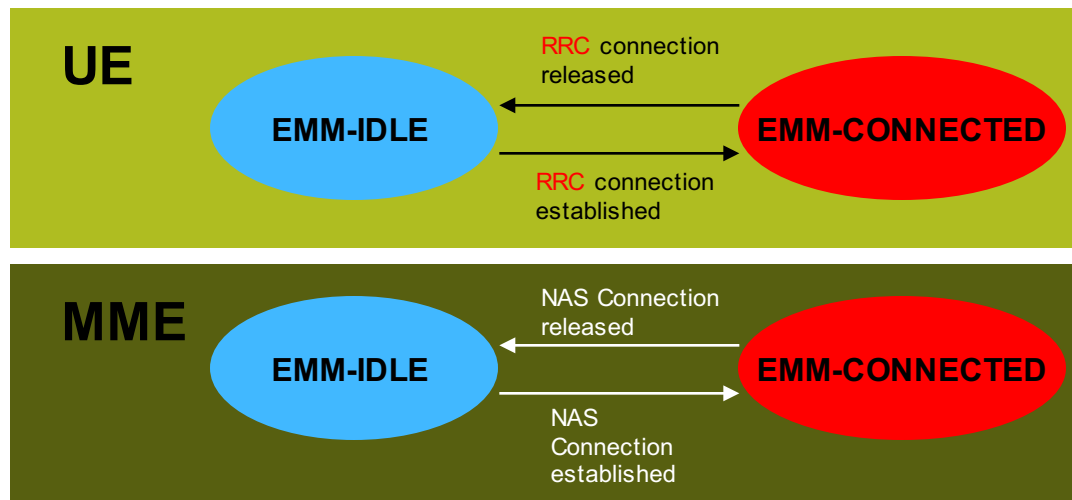 UE
RRC connection
released
EMM-IDLE
EMM-CONNECTED
RRC connection
established
MME
NAS Connection
released
EMM-IDLE
EMM-CONNECTED
NAS
Connection
established